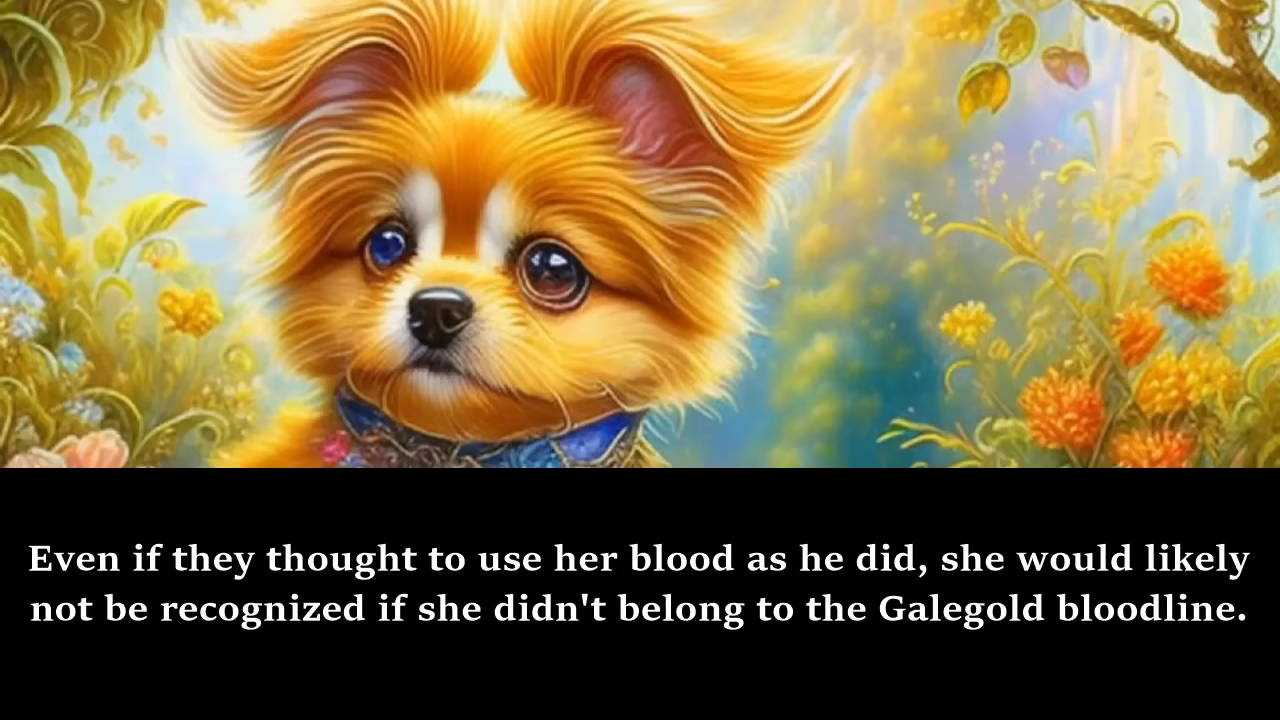 Even if they thought to use her blood as he did, she would likely
not be recognized if she didn't belong to the Galegold bloodline.